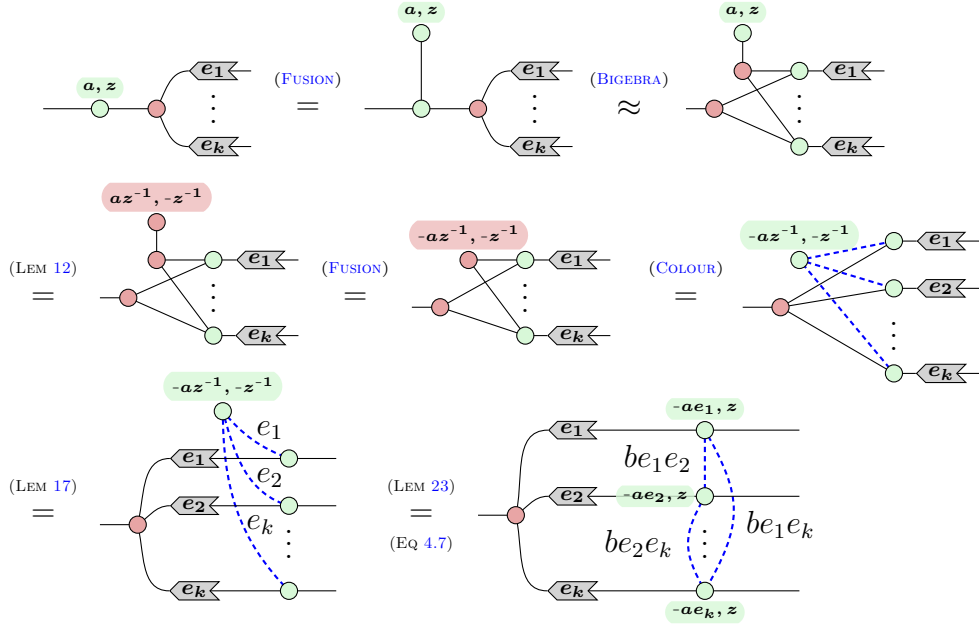 a, z e₁ (FUSION) = a, z e₁ (BIGEBRA) ≈ a, z e₁
⋮ ⋮ ⋮
eₖ eₖ eₖ
(LEM 12) = az⁻¹, -z⁻¹ e₁ (FUSION) = -az⁻¹, -z⁻¹ e₁ (COLOUR) = -az⁻¹, -z⁻¹ e₁
e₂
⋮ ⋮ ⋮
eₖ eₖ eₖ
-az⁻¹, -z⁻¹ -ae₁, z
e₁ e₁
e₁ be₁e₂
(LEM 17) = e₂ e₂ (LEM 23) = (EQ 4.7) e₂ -ae₂, z
eₖ ⋮ be₂eₖ ⋮ be₁eₖ
eₖ eₖ
-aeₖ, z